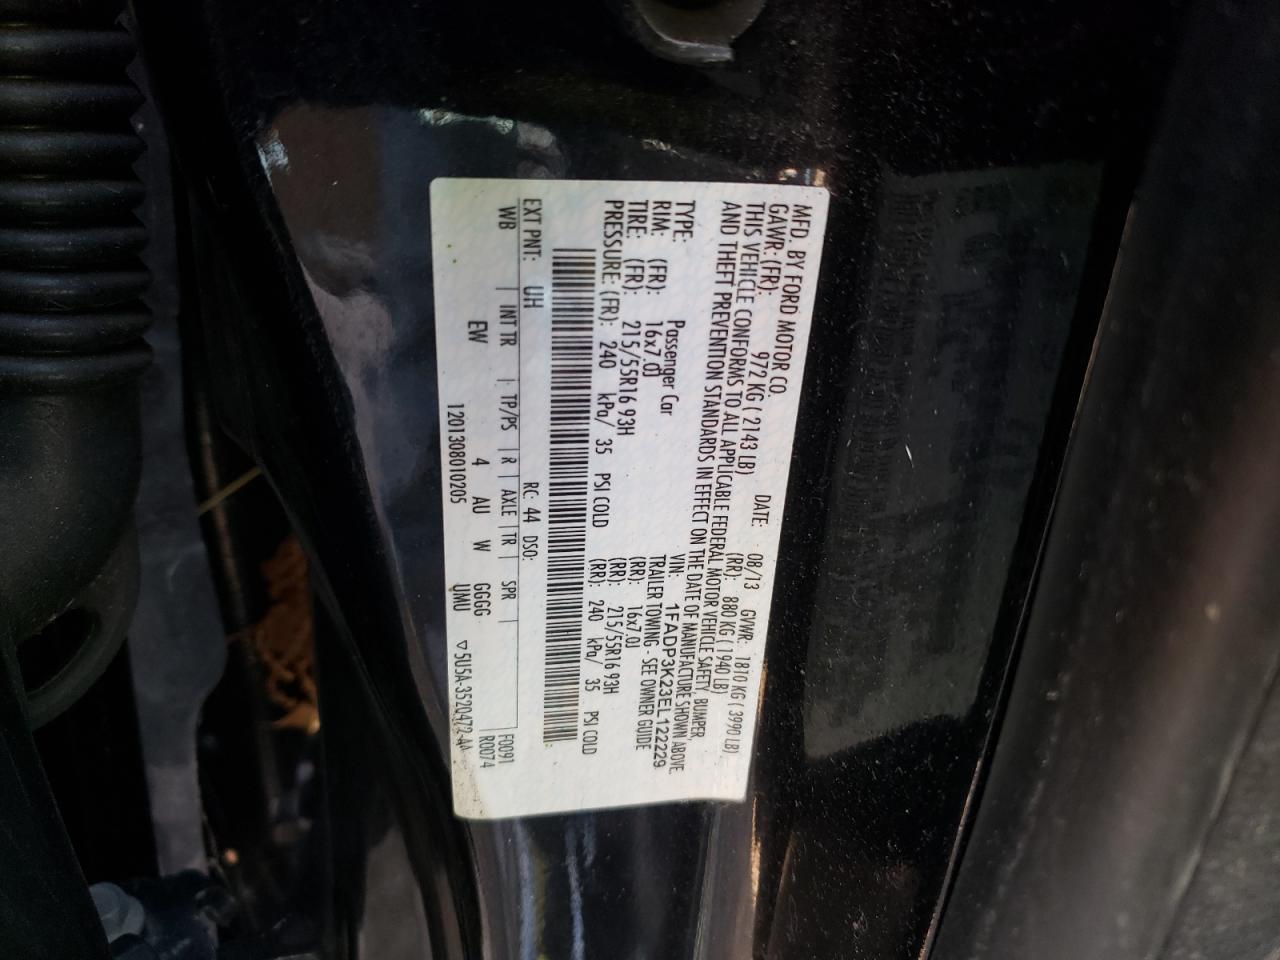 MFD. BY FORD MOTOR CO.
DATE: 08/13 GVWR: 1810 KG ( 3990 LB)
GAWR: (FR): 972 KG ( 2143 LB) (RR): 880 KG ( 1940 LB)
THIS VEHICLE CONFORMS TO ALL APPLICABLE FEDERAL MOTOR VEHICLE SAFETY, BUMPER,
AND THEFT PREVENTION STANDARDS IN EFFECT ON THE DATE OF MANUFACTURE SHOWN ABOVE.
VIN: 1FADP3K23EL122229
TYPE: Passenger Car TRAILER TOWING - SEE OWNER GUIDE
RIM: (FR): 16x7.0J (RR): 16x7.0J
TIRE: (FR): 215/55R16 93H (RR): 215/55R16 93H
PRESSURE: (FR): 240 kPa/ 35 PSI COLD (RR): 240 kPa/ 35 PSI COLD
EXT PNT: UH RC: 44 DSO:
WB INT TR TP/PS R AXLE TR SPR F0091
EW 4 AU W GGGG R0074
1201308010205 UMU ▽5U5A-3520472-